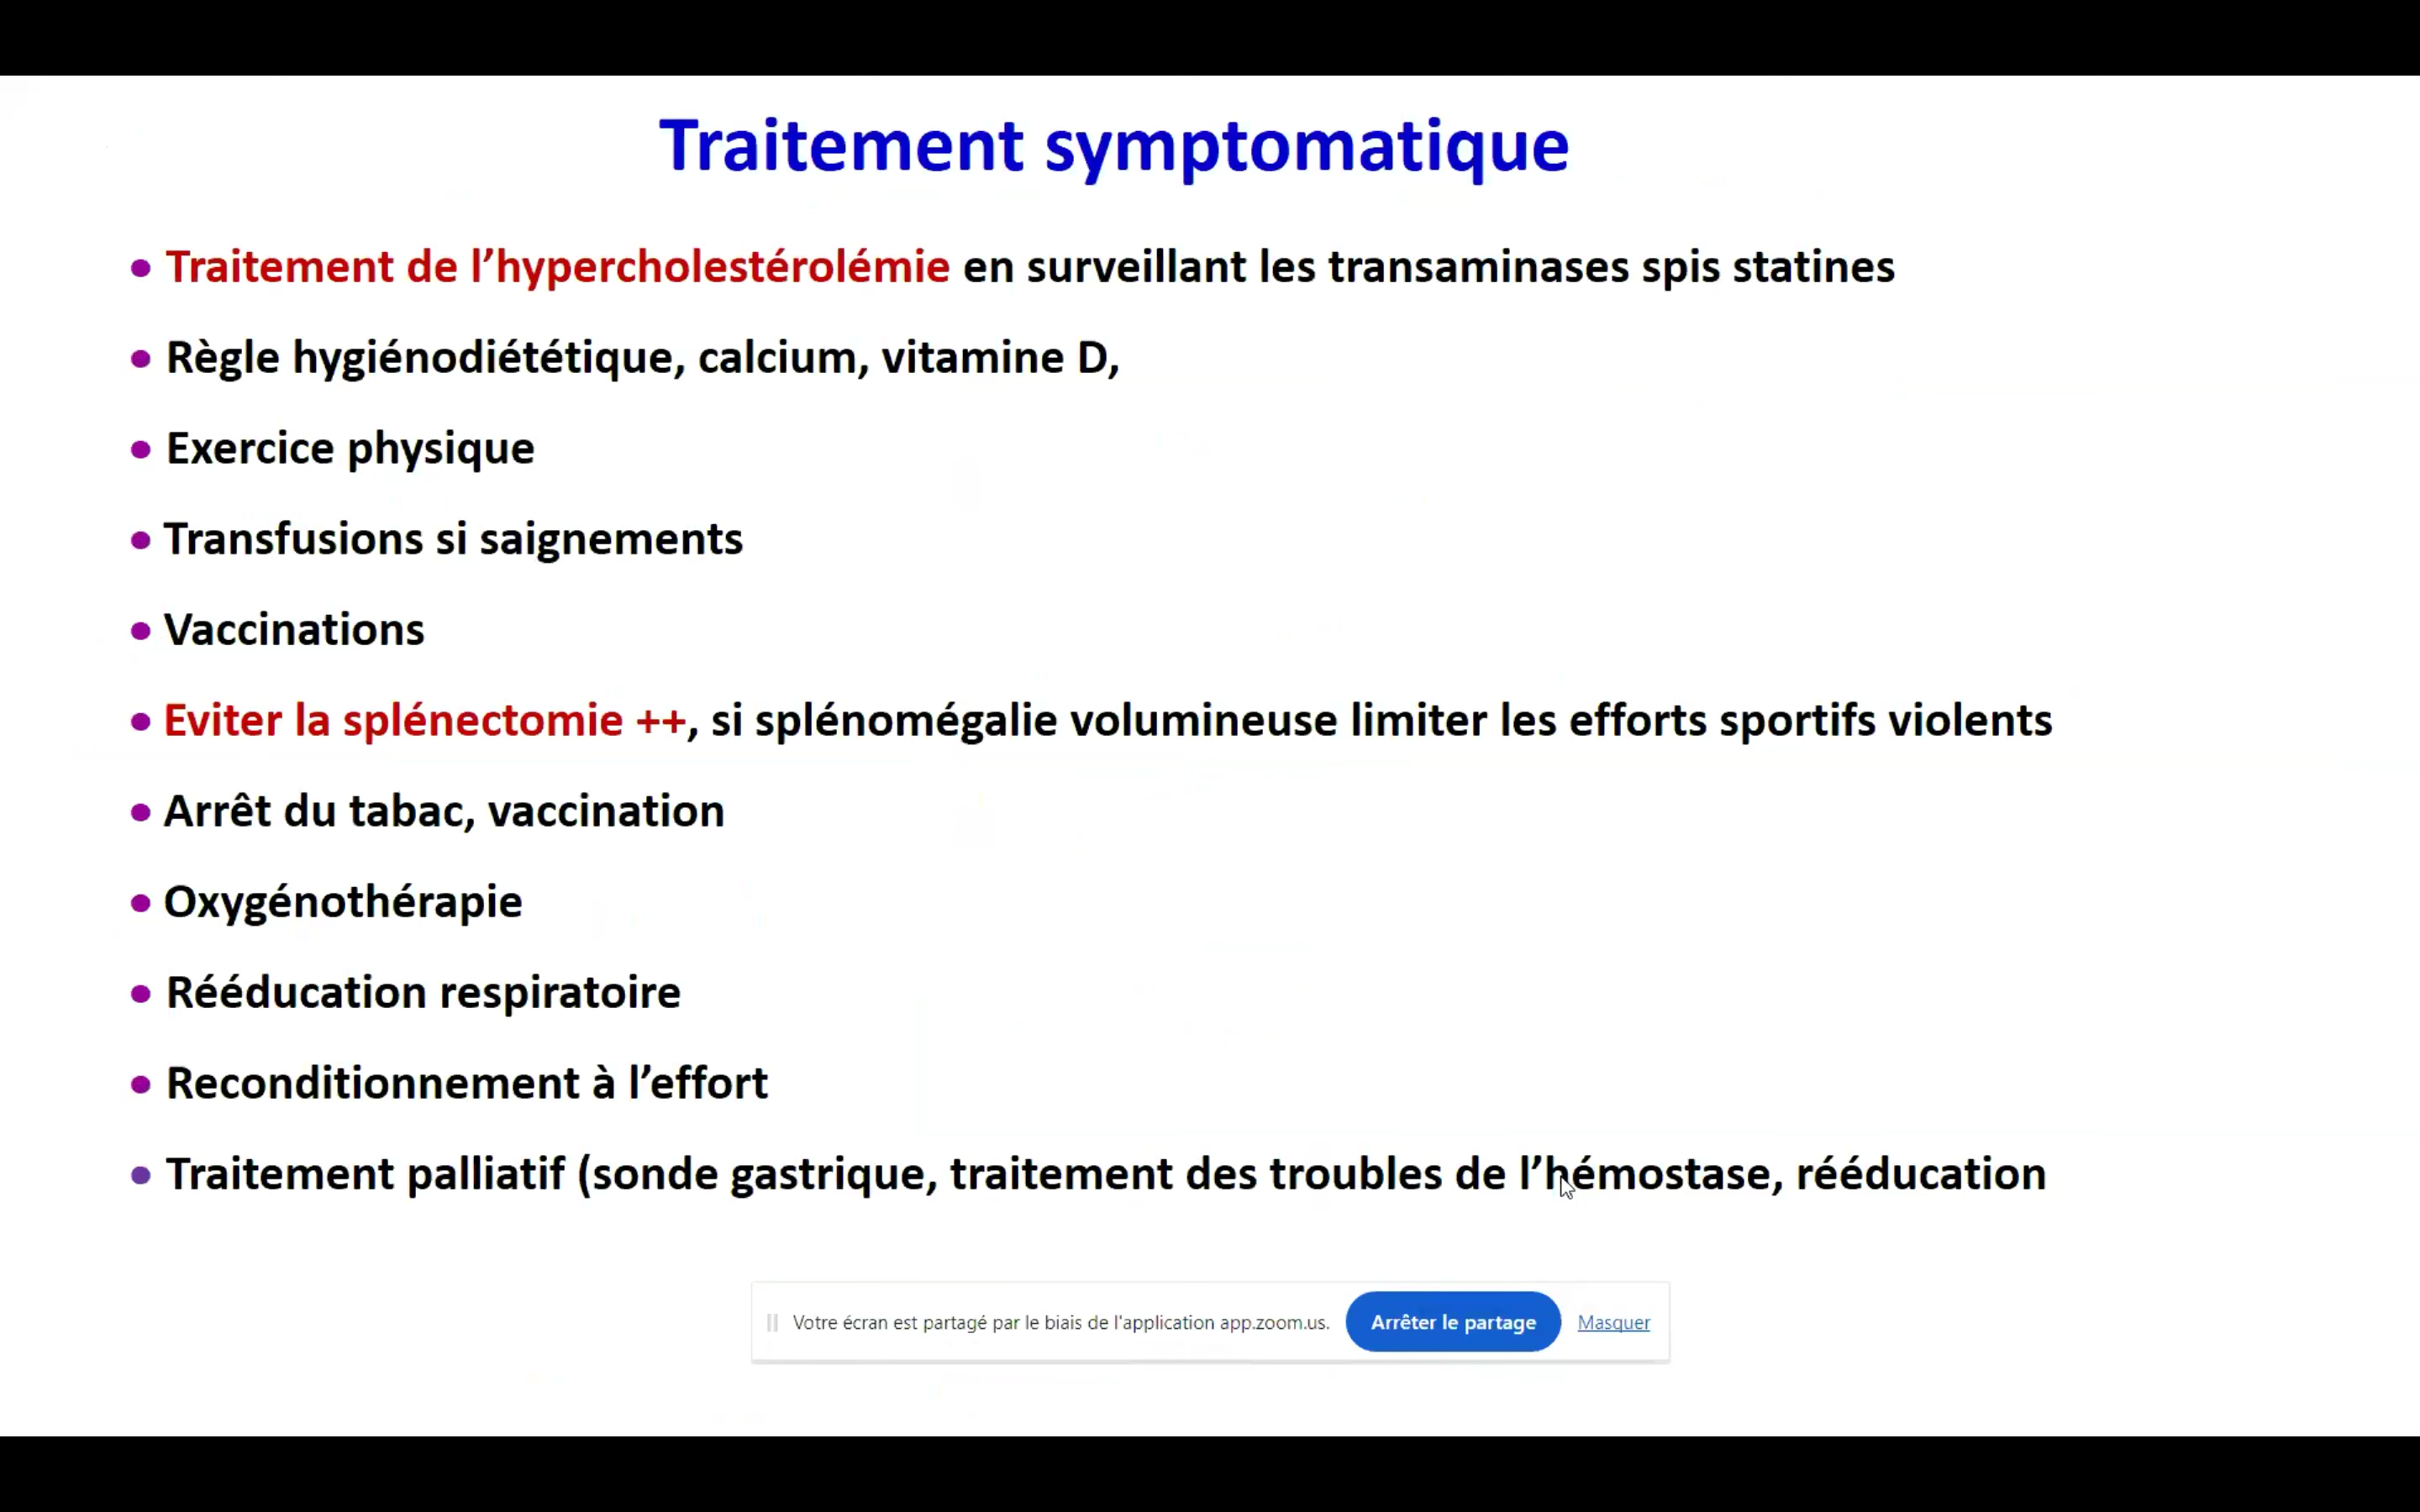 Traitement symptomatique
• Traitement de l’hypercholestérolémie en surveillant les transaminases spis statines
• Règle hygiénodiététique, calcium, vitamine D,
• Exercice physique
• Transfusions si saignements
• Vaccinations
• Eviter la splénectomie ++, si splénomégalie volumineuse limiter les efforts sportifs violents
• Arrêt du tabac, vaccination
• Oxygénothérapie
• Rééducation respiratoire
• Reconditionnement à l’effort
• Traitement palliatif (sonde gastrique, traitement des troubles de l’hémostase, rééducation
Votre écran est partagé par le biais de l'application app.zoom.us. Arrêter le partage Masquer